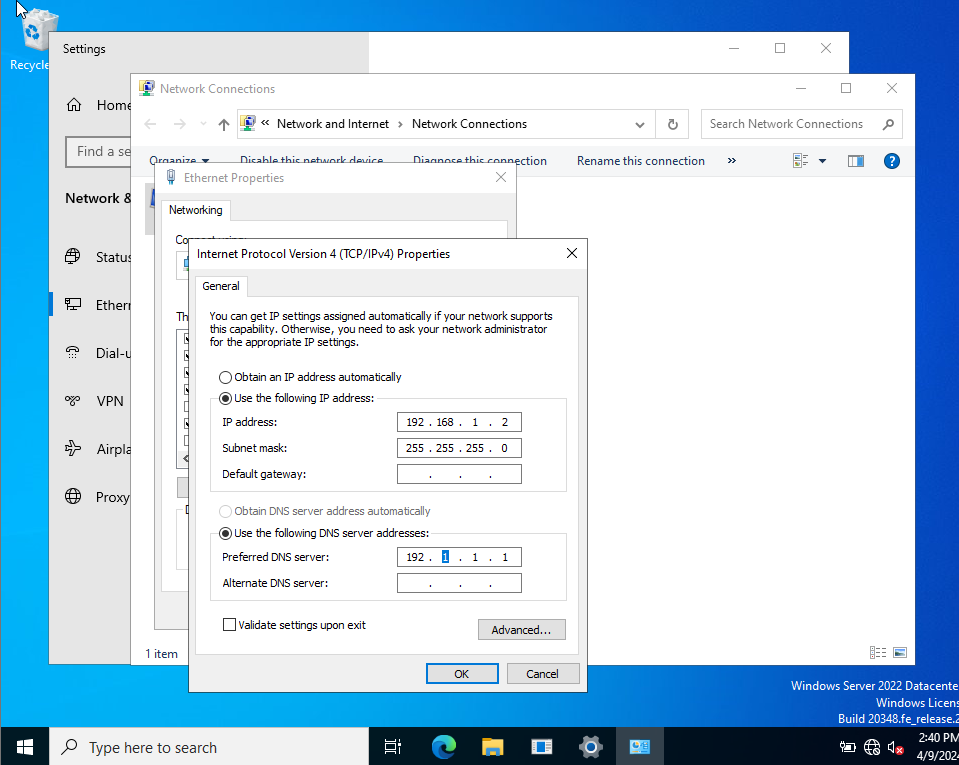 Recycle
Settings
Home
Find a se
Network &
Status
Ethern
Dial-u
VPN
Airpla
Proxy
Network Connections
« Network and Internet › Network Connections
Search Network Connections
Organize
Disable this network device
Diagnose this connection
Rename this connection
»
Ethernet Properties
Networking
Connect using:
Th
Internet Protocol Version 4 (TCP/IPv4) Properties
General
You can get IP settings assigned automatically if your network supports
this capability. Otherwise, you need to ask your network administrator
for the appropriate IP settings.
Obtain an IP address automatically
Use the following IP address:
IP address: 192 . 168 . 1 . 2
Subnet mask: 255 . 255 . 255 . 0
Default gateway: . . .
Obtain DNS server address automatically
Use the following DNS server addresses:
Preferred DNS server: 192 . 1 . 1 . 1
Alternate DNS server: . . .
Validate settings upon exit
Advanced...
OK
Cancel
1 item
Windows Server 2022 Datacente
Windows Licens
Build 20348.fe_release.2
Type here to search
2:40 PM
4/9/2024